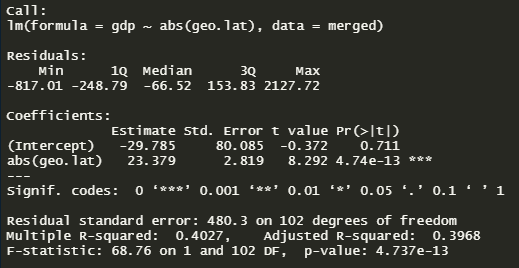 Call:
lm(formula = gdp ~ abs(geo.lat), data = merged)
Residuals:
Min 1Q Median 3Q Max
-817.01 -248.79 -66.52 153.83 2127.72
Coefficients:
Estimate Std. Error t value Pr(>|t|)
(Intercept) -29.785 80.085 -0.372 0.711
abs(geo.lat) 23.379 2.819 8.292 4.74e-13 ***
---
Signif. codes: 0 ‘***’ 0.001 ‘**’ 0.01 ‘*’ 0.05 ‘.’ 0.1 ‘ ’ 1
Residual standard error: 480.3 on 102 degrees of freedom
Multiple R-squared: 0.4027, Adjusted R-squared: 0.3968
F-statistic: 68.76 on 1 and 102 DF, p-value: 4.737e-13